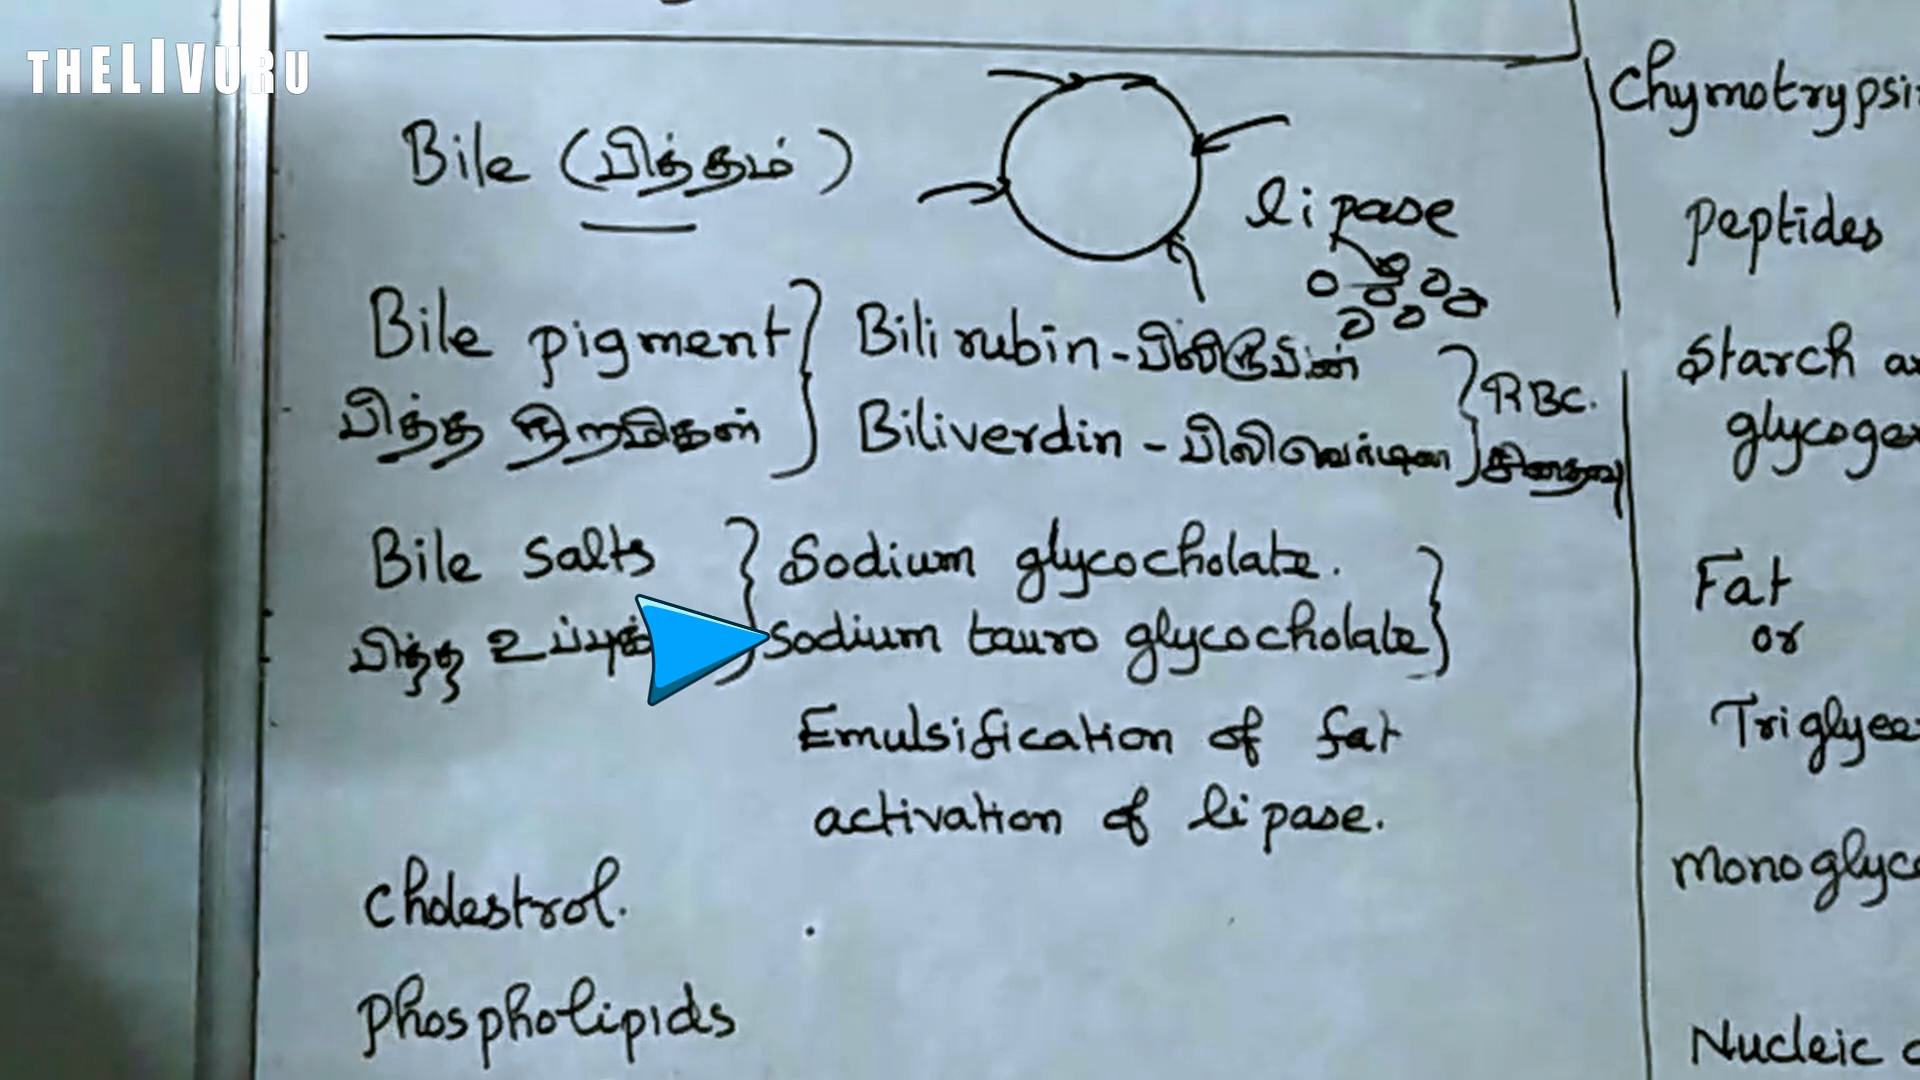 THELIVURU
Bile (பித்தம்)
lipase
Bile pigment } Bilirubin - பிலிருபின்
பித்த நிறமிகள் Biliverdin - பிலிவெர்டின் } RBC.
சிதைவு
Bile salts } Sodium glycocholate.
பித்த உப்புக் Sodium tauro glycocholate }
Emulsification of fat
activation of lipase.
Cholestrol.
Phospholipids
Chymotrypsi
Peptides
Starch a
glycoge
Fat
or
Triglyce
Monoglyc
Nucleic